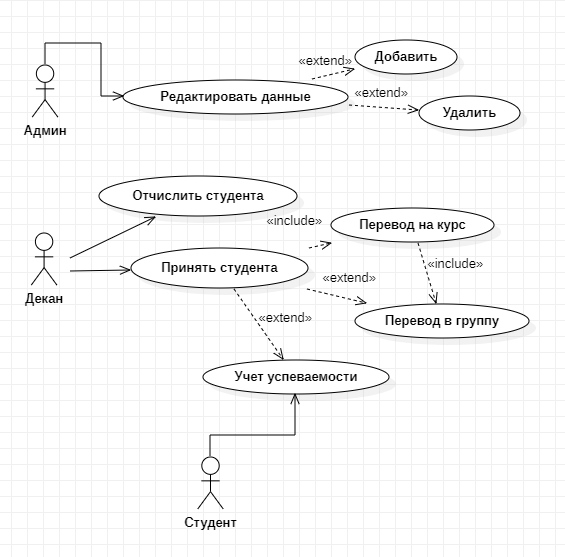 «extend»
Добавить
Редактировать данные
«extend»
Удалить
Админ
Отчислить студента
«include»
Перевод на курс
Принять студента
«extend»
«include»
Декан
«extend»
Перевод в группу
Учет успеваемости
Студент